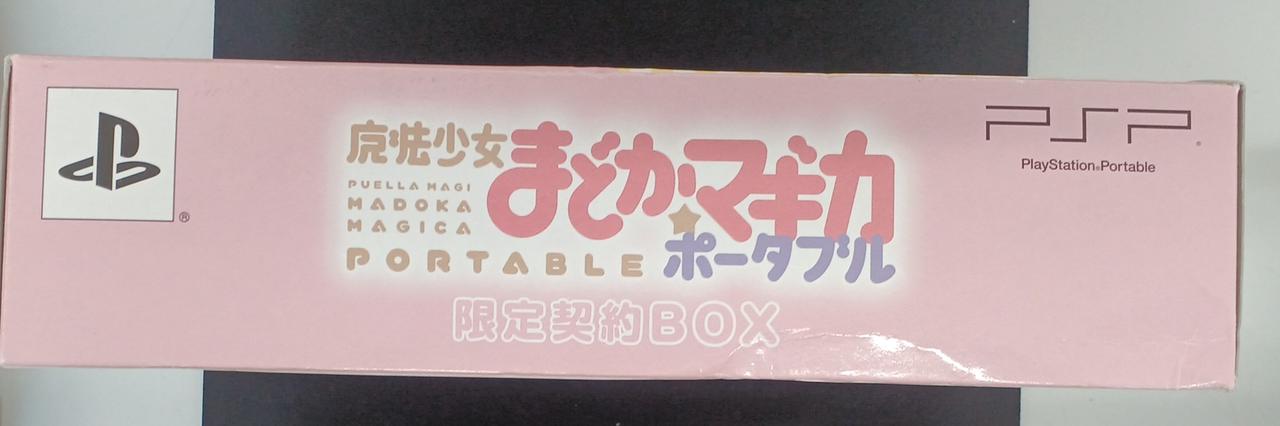 魔法少女
まどか★マギカ
PUELLA MAGI
MADOKA
MAGICA
PORTABLE
ポータブル
限定契約BOX
®
PSP
PlayStation®Portable